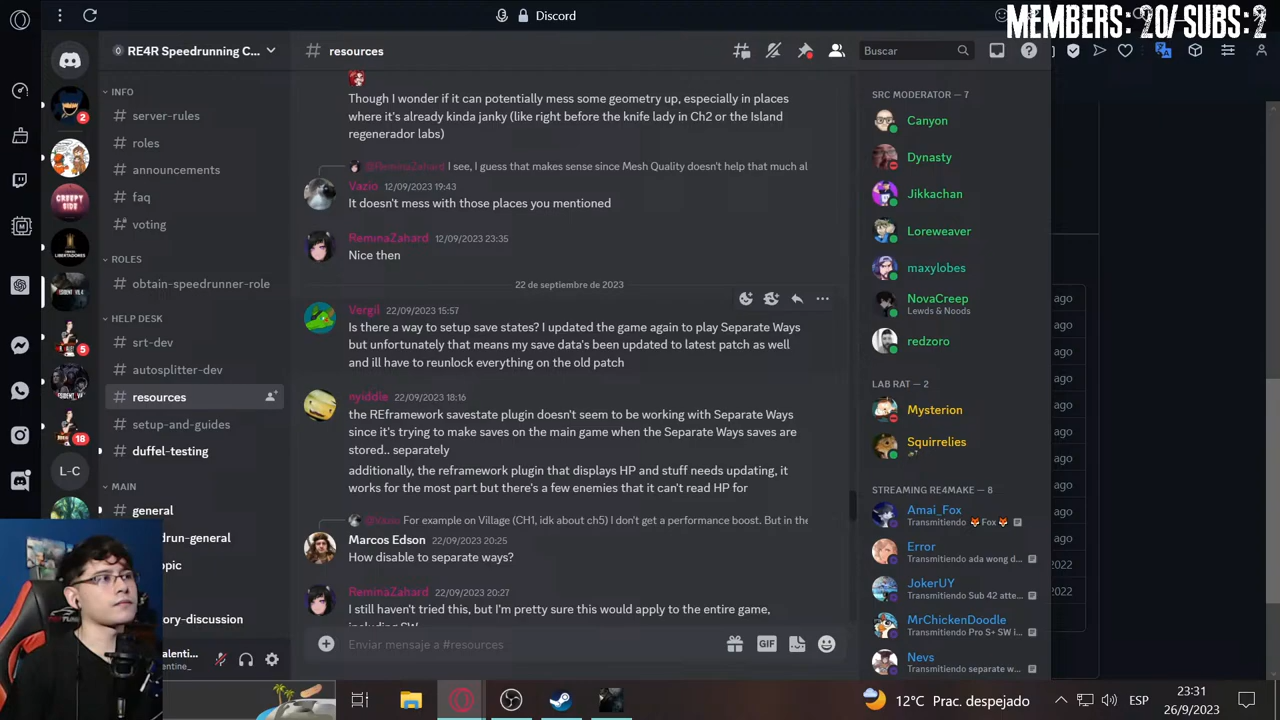 Discord
MEMBERS: 20/ SUBS:2
RE4R Speedrunning C...
# resources
Buscar
INFO
server-rules
roles
announcements
faq
voting
ROLES
obtain-speedrunner-role
HELP DESK
srt-dev
autosplitter-dev
resources
setup-and-guides
duffel-testing
MAIN
general
run-general
pic
ory-discussion
valenti...
entine_
2
5
18
L-C
Though I wonder if it can potentially mess some geometry up, especially in places
where it's already kinda janky (like right before the knife lady in Ch2 or the Island
regenerador labs)
@ReminaZahard I see, I guess that makes sense since Mesh Quality doesn't help that much al
Vazio 12/09/2023 19:43
It doesn't mess with those places you mentioned
ReminaZahard 12/09/2023 23:35
Nice then
22 de septiembre de 2023
Vergil 22/09/2023 15:57
Is there a way to setup save states? I updated the game again to play Separate Ways
but unfortunately that means my save data's been updated to latest patch as well
and ill have to reunlock everything on the old patch
nyiddle 22/09/2023 18:16
the REframework savestate plugin doesn't seem to be working with Separate Ways
since it's trying to make saves on the main game when the Separate Ways saves are
stored.. separately
additionally, the reframework plugin that displays HP and stuff needs updating, it
works for the most part but there's a few enemies that it can't read HP for
@Vazio For example on Village (CH1, idk about ch5) I don't get a performance boost. But in the
Marcos Edson 22/09/2023 20:25
How disable to separate ways?
ReminaZahard 22/09/2023 20:27
I still haven't tried this, but I'm pretty sure this would apply to the entire game,
including SW
Enviar mensaje a #resources
GIF
SRC MODERATOR — 7
Canyon
Dynasty
Jikkachan
Loreweaver
maxylobes
NovaCreep
Lewds & Noods
redzoro
LAB RAT — 2
Mysterion
Squirrelies
STREAMING RE4MAKE — 8
Amai_Fox
Transmitiendo 🦊Fox🦊
Error
Transmitiendo ada wong d...
JokerUY
Transmitiendo Sub 42 atte...
MrChickenDoodle
Transmitiendo Pro S+ SW i...
Nevs
Transmitiendo separate w...
ago
ago
ago
ago
ago
ago
ago
ago
ago
ago
2022
2022
12°C Prac. despejado
ESP
23:31
26/9/2023